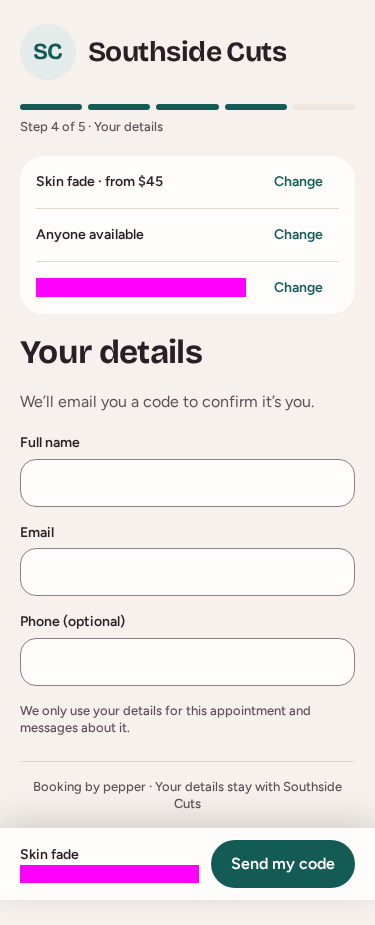 SC
Southside Cuts
Step 4 of 5 · Your details
Skin fade · from $45
Change
Anyone available
Change
Change
Your details
We’ll email you a code to confirm it’s you.
Full name
Email
Phone (optional)
We only use your details for this appointment and
messages about it.
Booking by pepper · Your details stay with Southside
Cuts
Skin fade
Send my code